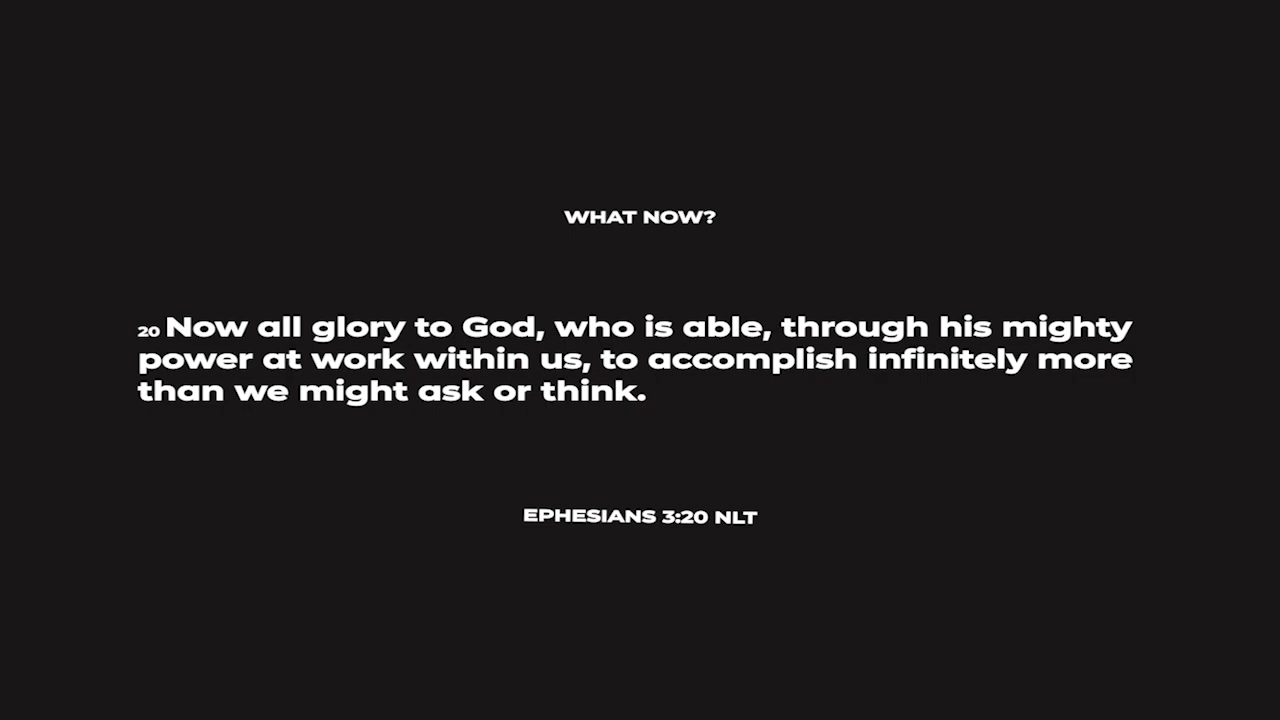 WHAT NOW?
20 Now all glory to God, who is able, through his mighty
power at work within us, to accomplish infinitely more
than we might ask or think.
EPHESIANS 3:20 NLT